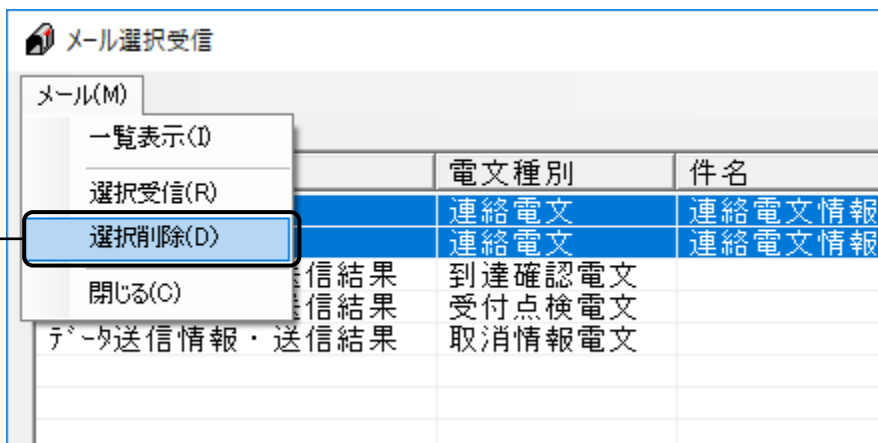 メール選択受信
メール(M)
一覧表示(I)
選択受信(R)
選択削除(D)
閉じる(C)
電文種別 件名
連絡電文 連絡電文情報
連絡電文 連絡電文情報
信結果 到達確認電文
信結果 受付点検電文
データ送信情報・送信結果 取消情報電文